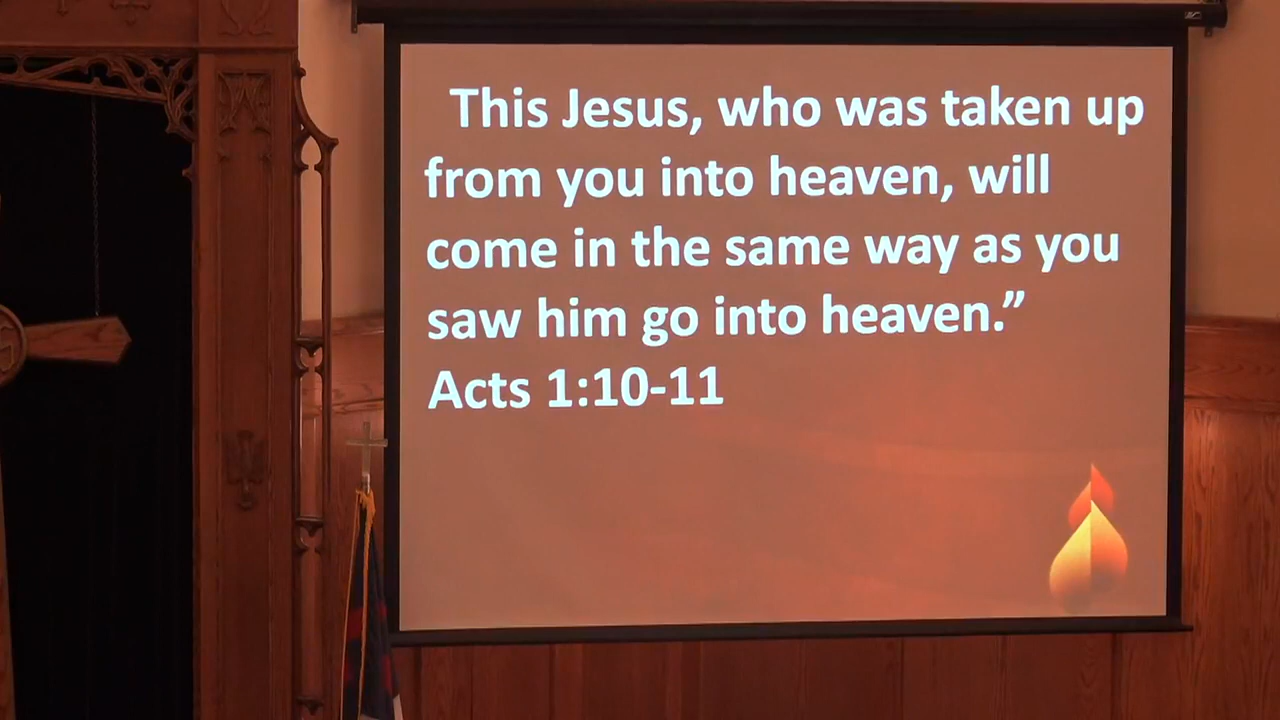 This Jesus, who was taken up
from you into heaven, will
come in the same way as you
saw him go into heaven.”
Acts 1:10-11